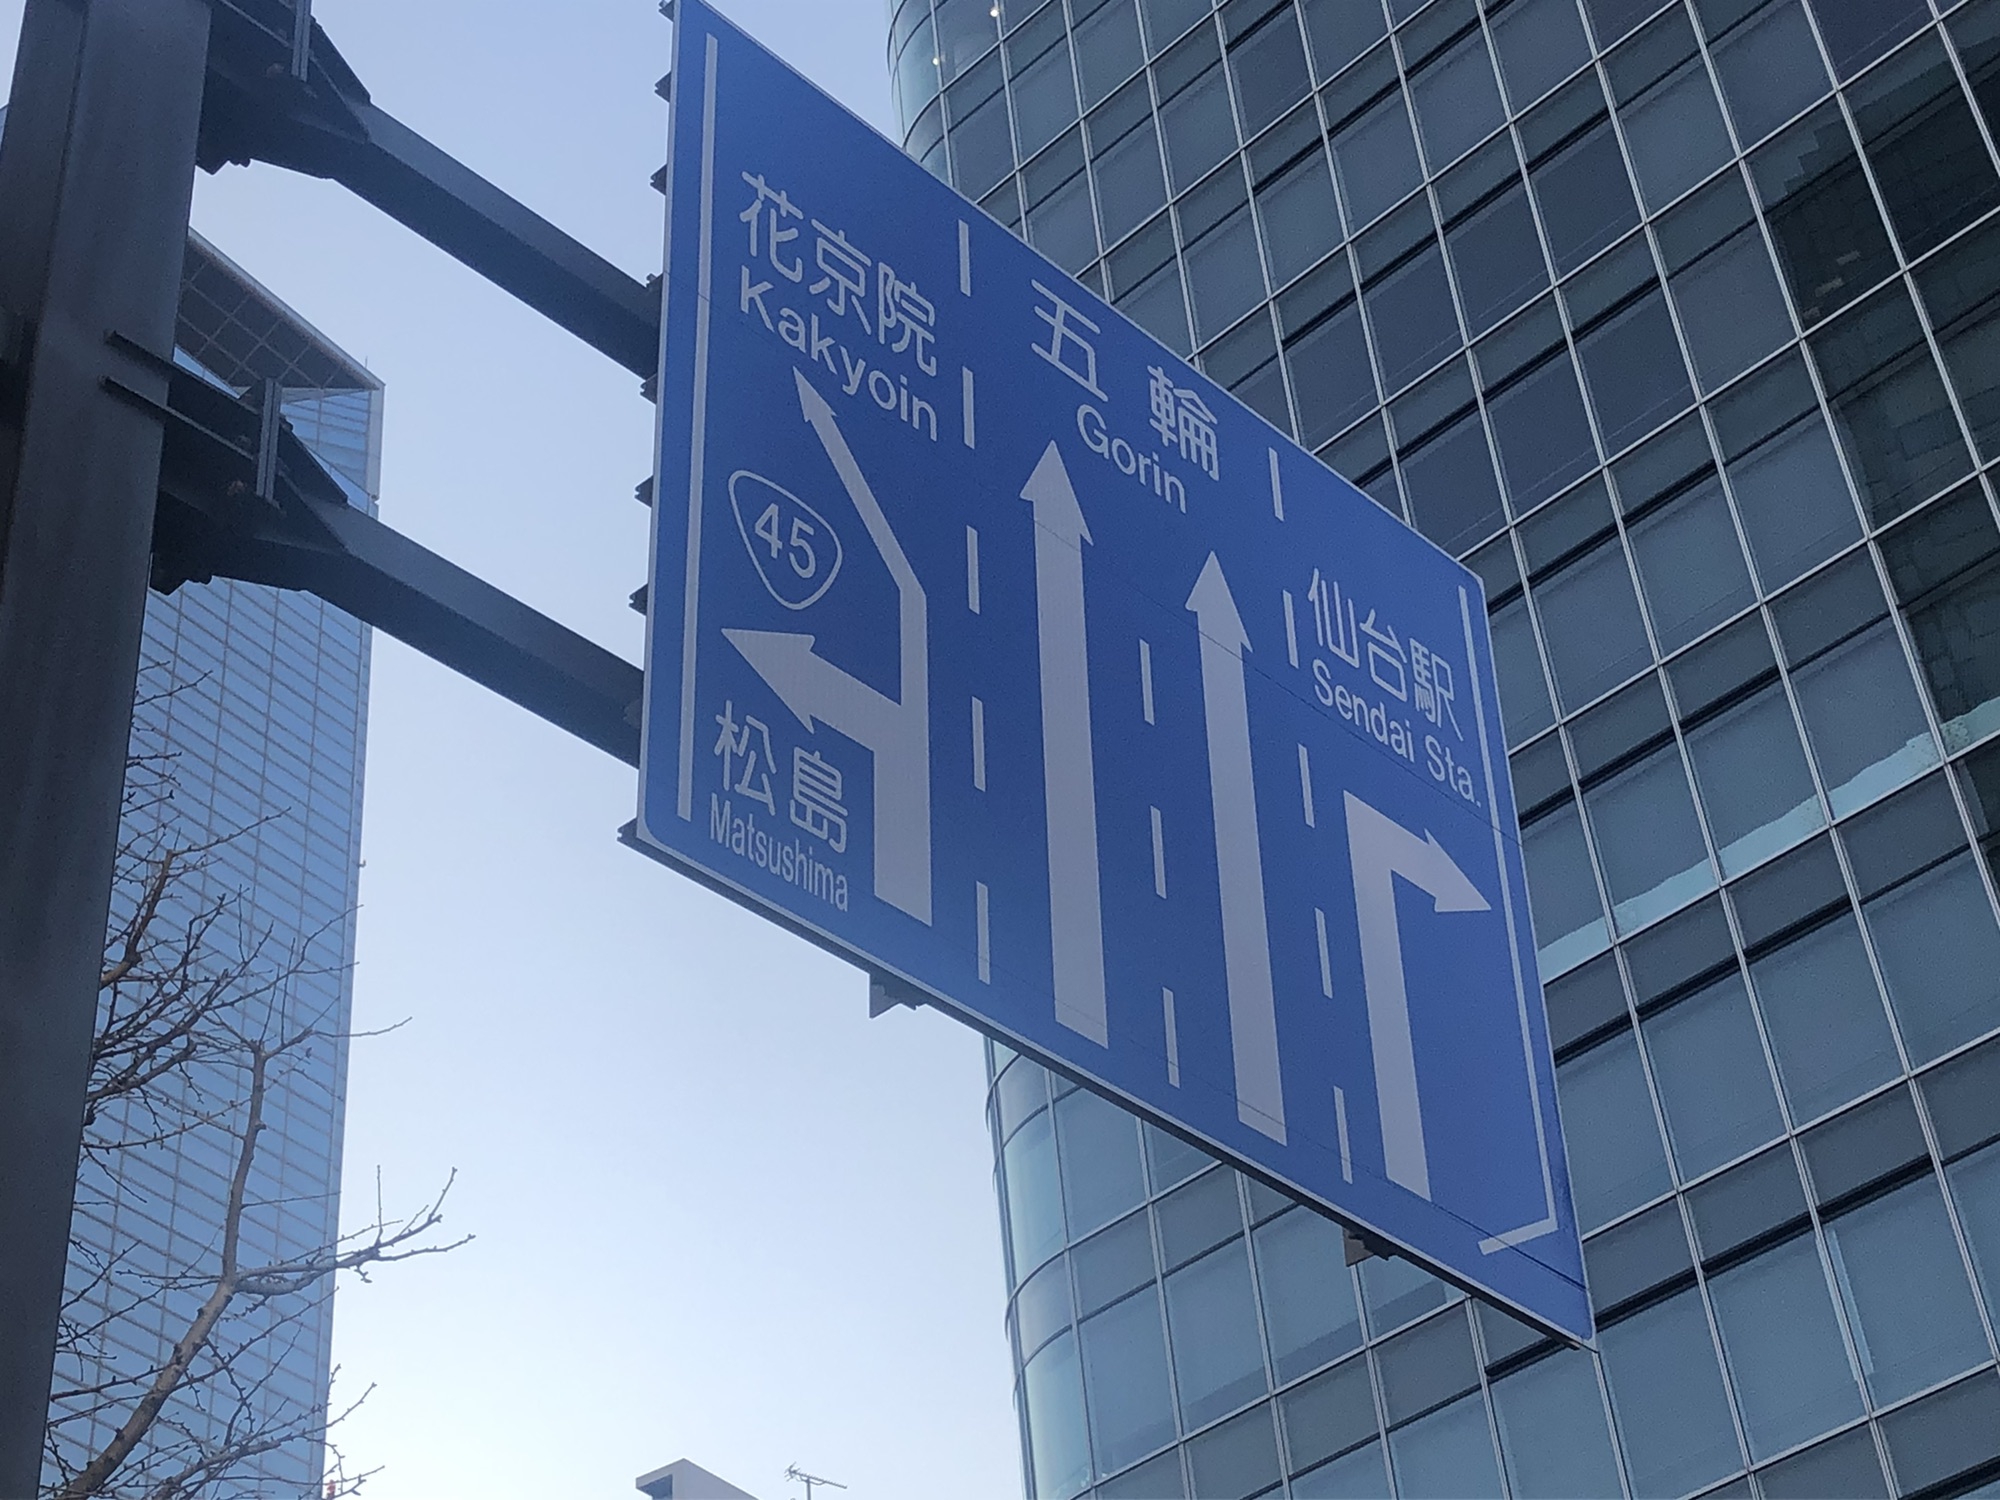 花京院
Kakyoin
45
松島
Matsushima
五輪
Gorin
仙台駅
Sendai Sta.